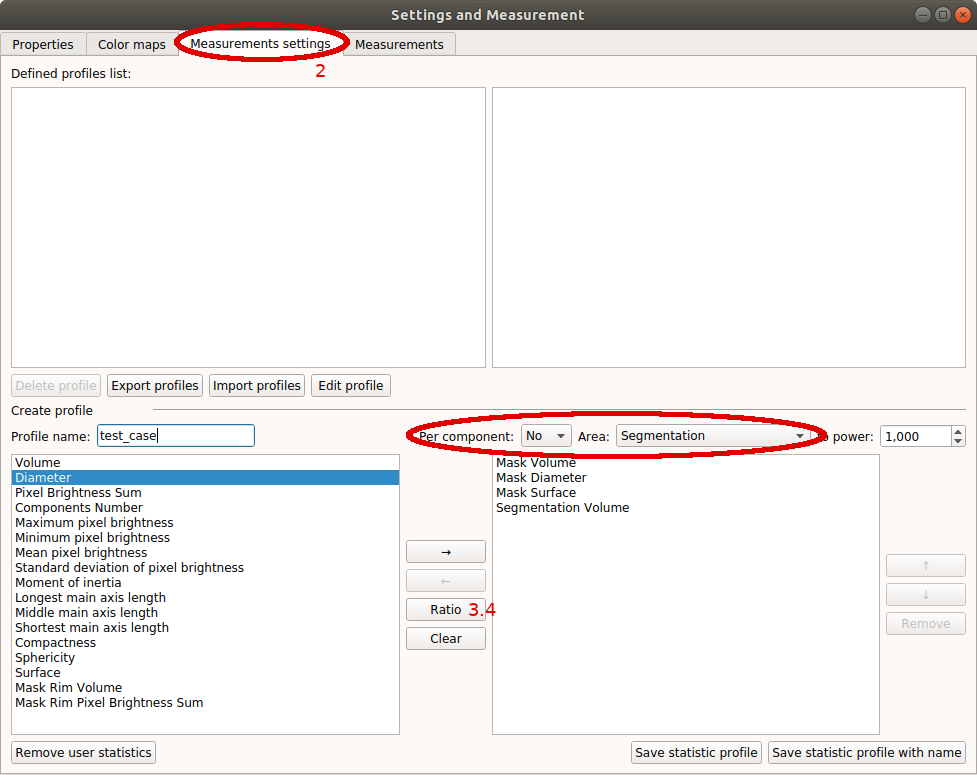 Settings and Measurement
Properties Color maps Measurements settings Measurements
2
Defined profiles list:
Delete profile Export profiles Import profiles Edit profile
Create profile
Profile name: test_case Per component: No Area: Segmentation power: 1,000
Volume
Diameter
Pixel Brightness Sum
Components Number
Maximum pixel brightness
Minimum pixel brightness
Mean pixel brightness
Standard deviation of pixel brightness
Moment of inertia
Longest main axis length
Middle main axis length
Shortest main axis length
Compactness
Sphericity
Surface
Mask Rim Volume
Mask Rim Pixel Brightness Sum
→
←
Ratio 3.4
Clear
Mask Volume
Mask Diameter
Mask Surface
Segmentation Volume
↑
↓
Remove
Remove user statistics Save statistic profile Save statistic profile with name